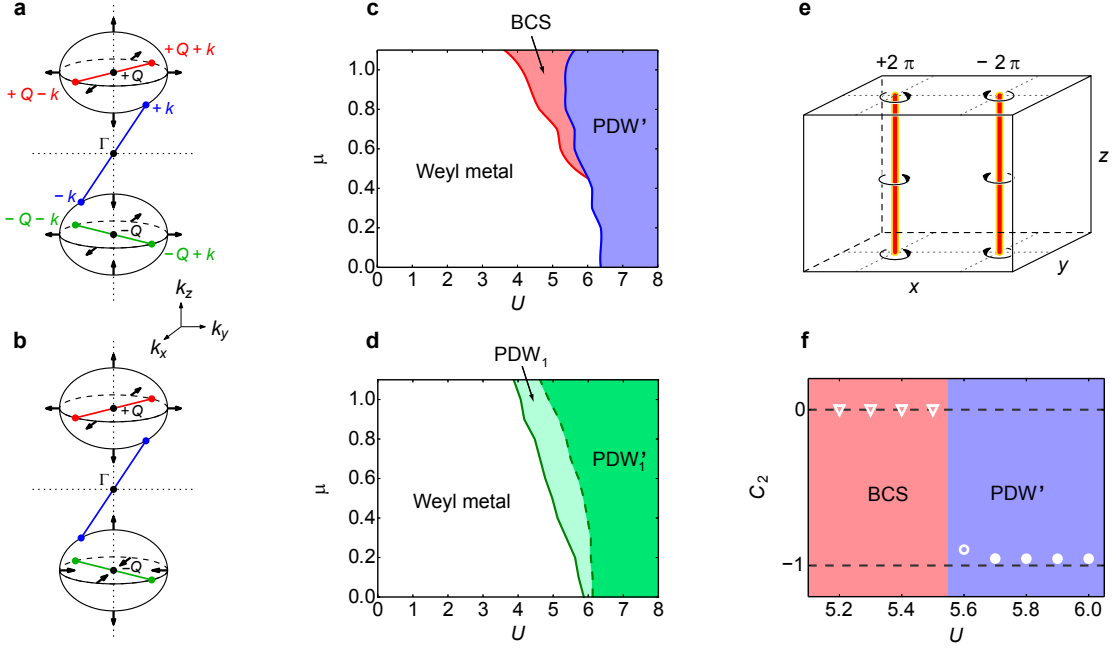 a
+Q + k
+Q
+Q − k
+ k
Γ
− k
− Q − k
−Q
−Q + k
k_z
k_y
k_x
b
+Q
Γ
−Q
c
BCS
1.0
0.8
0.6
0.4
0.2
0.0
μ
Weyl metal
PDW’
0 1 2 3 4 5 6 7 8
U
d
PDW₁
1.0
0.8
0.6
0.4
0.2
0.0
μ
Weyl metal
PDW₁’
0 1 2 3 4 5 6 7 8
U
e
+2 π − 2 π
z
y
x
f
0
−1
C₂
BCS
PDW’
5.2 5.4 5.6 5.8 6.0
U